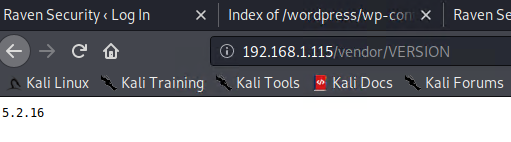 Raven Security ‹ Log In
Index of /wordpress/wp-con
Raven Se
192.168.1.115/vendor/VERSION
Kali Linux
Kali Training
Kali Tools
Kali Docs
Kali Forums
5.2.16